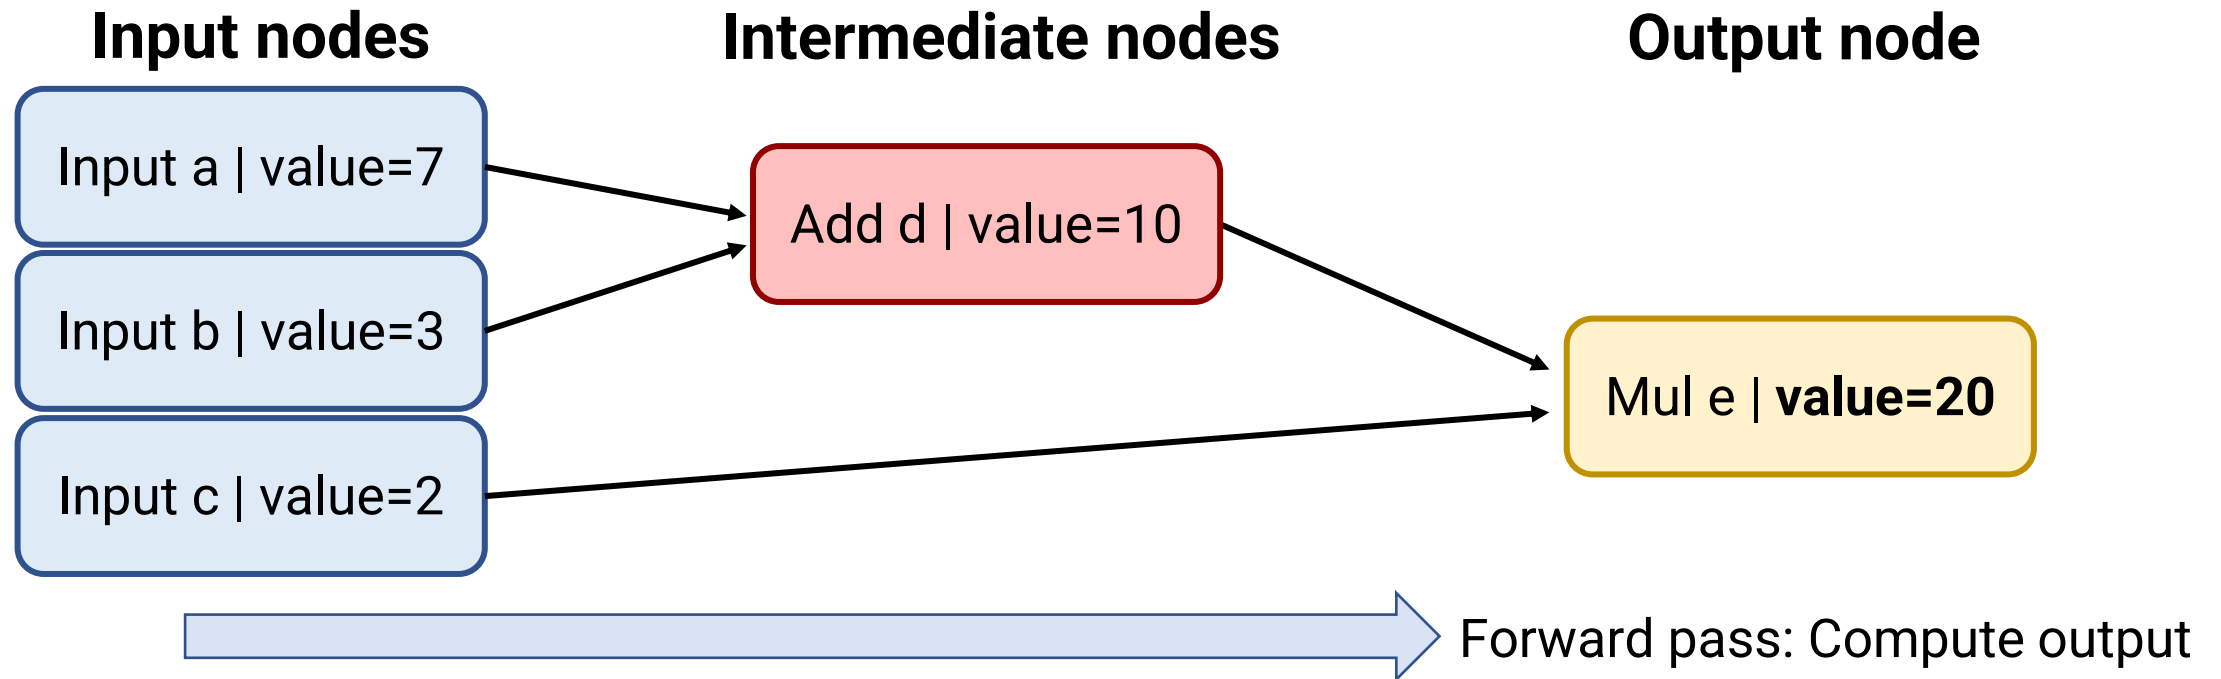 Input nodes
Intermediate nodes
Output node
Input a | value=7
Input b | value=3
Input c | value=2
Add d | value=10
Mul e | value=20
Forward pass: Compute output